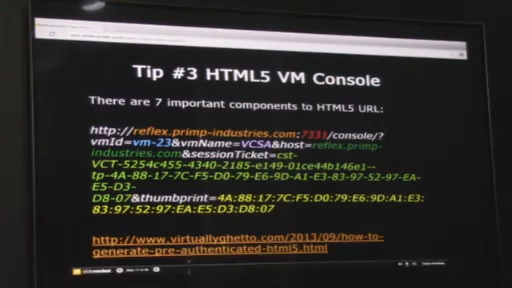 Tip #3 HTML5 VM Console
There are 7 important components to HTML5 URL:
http://reflex.primp-industries.com:7331/console/?
vmId=vm-23&vmName=VCSA&host=reflex.primp-
industries.com&sessionTicket=cst-
VCT-5254c455-4340-2185-e149-01ce44b146e1--
tp-4A-88-17-7C-F5-D0-79-E6-9D-A1-E3-83-97-52-97-EA-
E5-D3-
D8-07&thumbprint=4A:88:17:7C:F5:D0:79:E6:9D:A1:E3:
83:97:52:97:EA:E5:D3:D8:07
http://www.virtuallyghetto.com/2013/09/how-to-
generate-pre-authenticated-html5.html